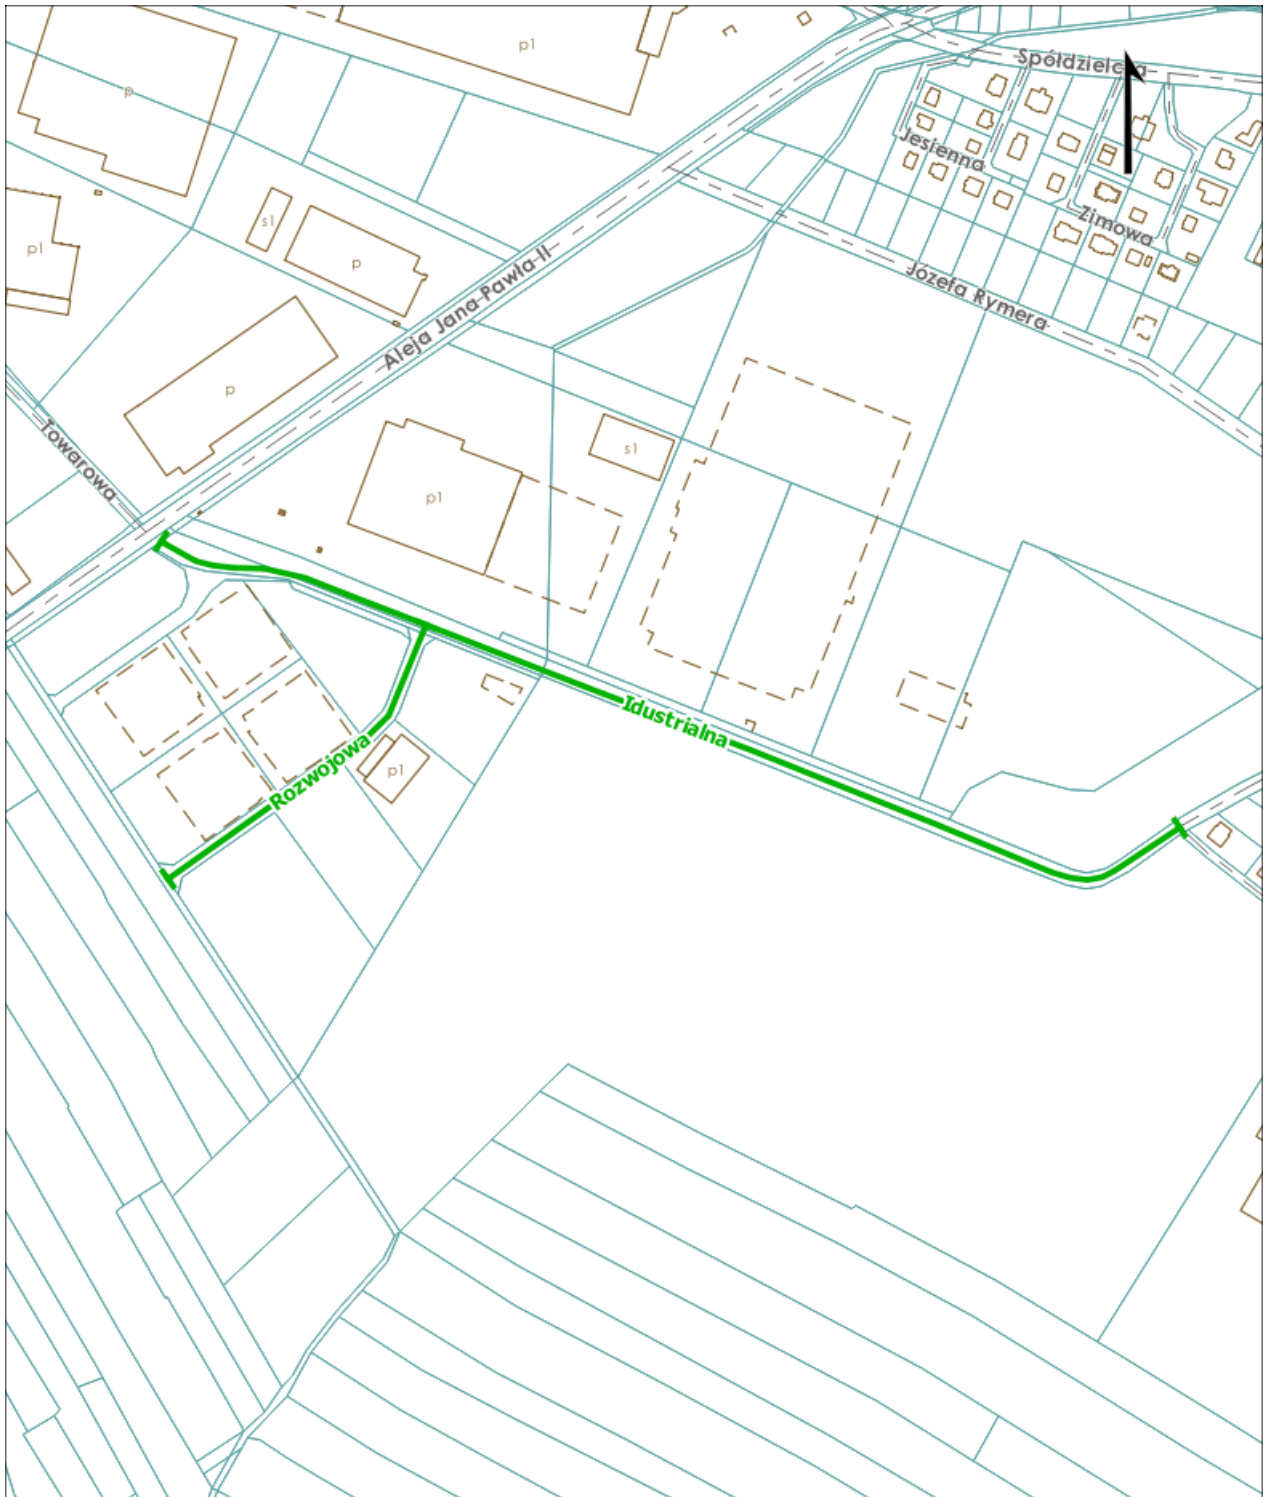 p1
Spółdzielcza
p
Jesienna
s1
Zimowa
p1
p
Aleja Jana Pawła II
Józefa Rymera
p
Towarowa
s1
p1
Idustrialna
Rozwojowa
p1